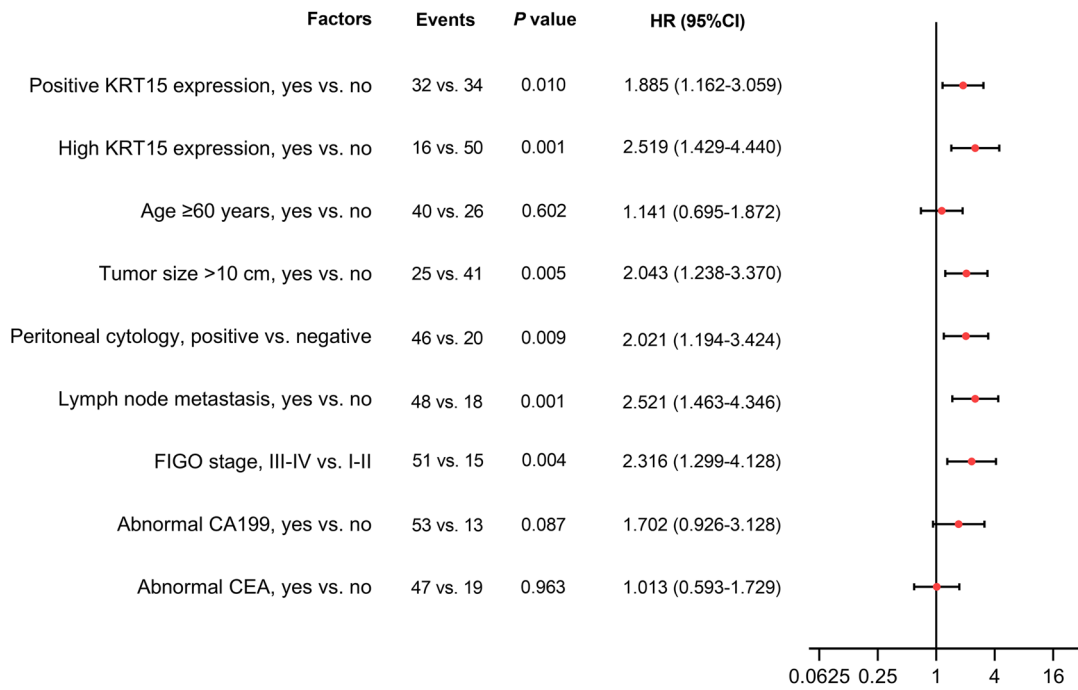 Factors Events P value HR (95%CI)
Positive KRT15 expression, yes vs. no 32 vs. 34 0.010 1.885 (1.162-3.059)
High KRT15 expression, yes vs. no 16 vs. 50 0.001 2.519 (1.429-4.440)
Age ≥60 years, yes vs. no 40 vs. 26 0.602 1.141 (0.695-1.872)
Tumor size >10 cm, yes vs. no 25 vs. 41 0.005 2.043 (1.238-3.370)
Peritoneal cytology, positive vs. negative 46 vs. 20 0.009 2.021 (1.194-3.424)
Lymph node metastasis, yes vs. no 48 vs. 18 0.001 2.521 (1.463-4.346)
FIGO stage, III-IV vs. I-II 51 vs. 15 0.004 2.316 (1.299-4.128)
Abnormal CA199, yes vs. no 53 vs. 13 0.087 1.702 (0.926-3.128)
Abnormal CEA, yes vs. no 47 vs. 19 0.963 1.013 (0.593-1.729)
0.0625 0.25 1 4 16